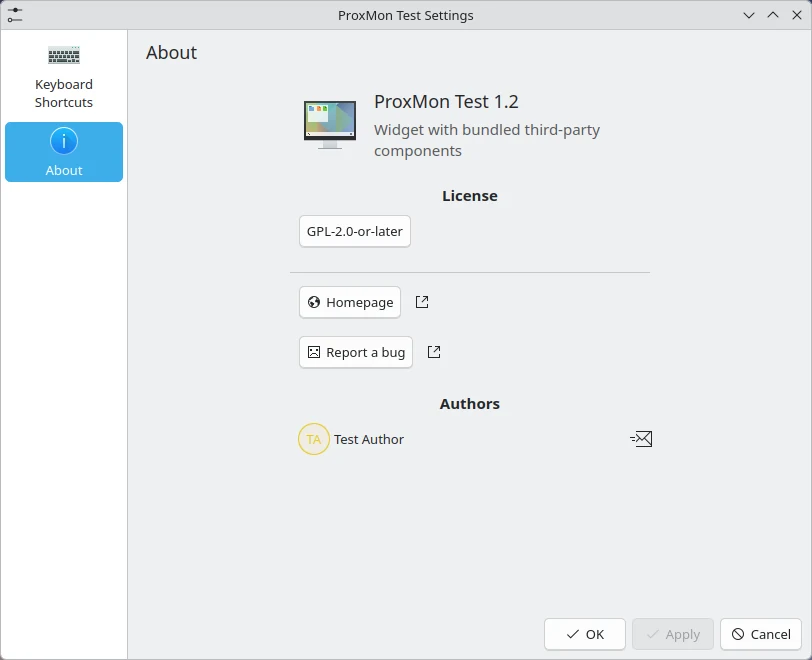 ProxMon Test Settings
Keyboard
Shortcuts
About
About
ProxMon Test 1.2
Widget with bundled third-party
components
License
GPL-2.0-or-later
Homepage
Report a bug
Authors
TA Test Author
OK Apply Cancel